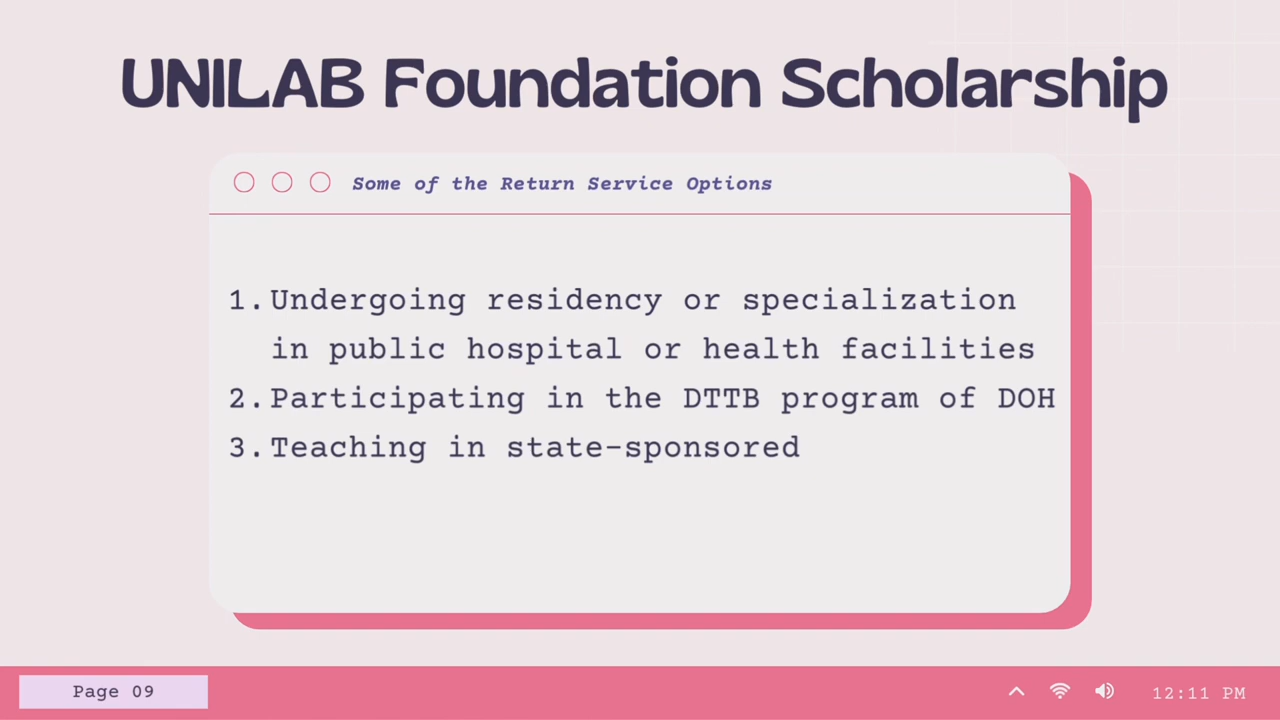 UNILAB Foundation Scholarship
Some of the Return Service Options
1. Undergoing residency or specialization
in public hospital or health facilities
2. Participating in the DTTB program of DOH
3. Teaching in state-sponsored
Page 09
12:11 PM